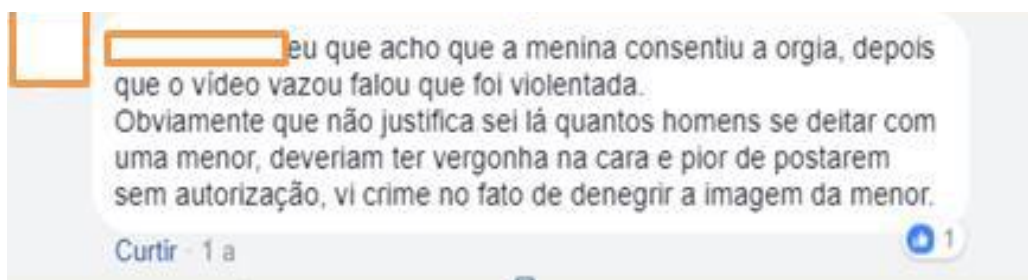 eu que acho que a menina consentiu a orgia, depois
que o vídeo vazou falou que foi violentada.
Obviamente que não justifica sei lá quantos homens se deitar com
uma menor, deveriam ter vergonha na cara e pior de postarem
sem autorização, vi crime no fato de denegrir a imagem da menor.
Curtir · 1 a
1